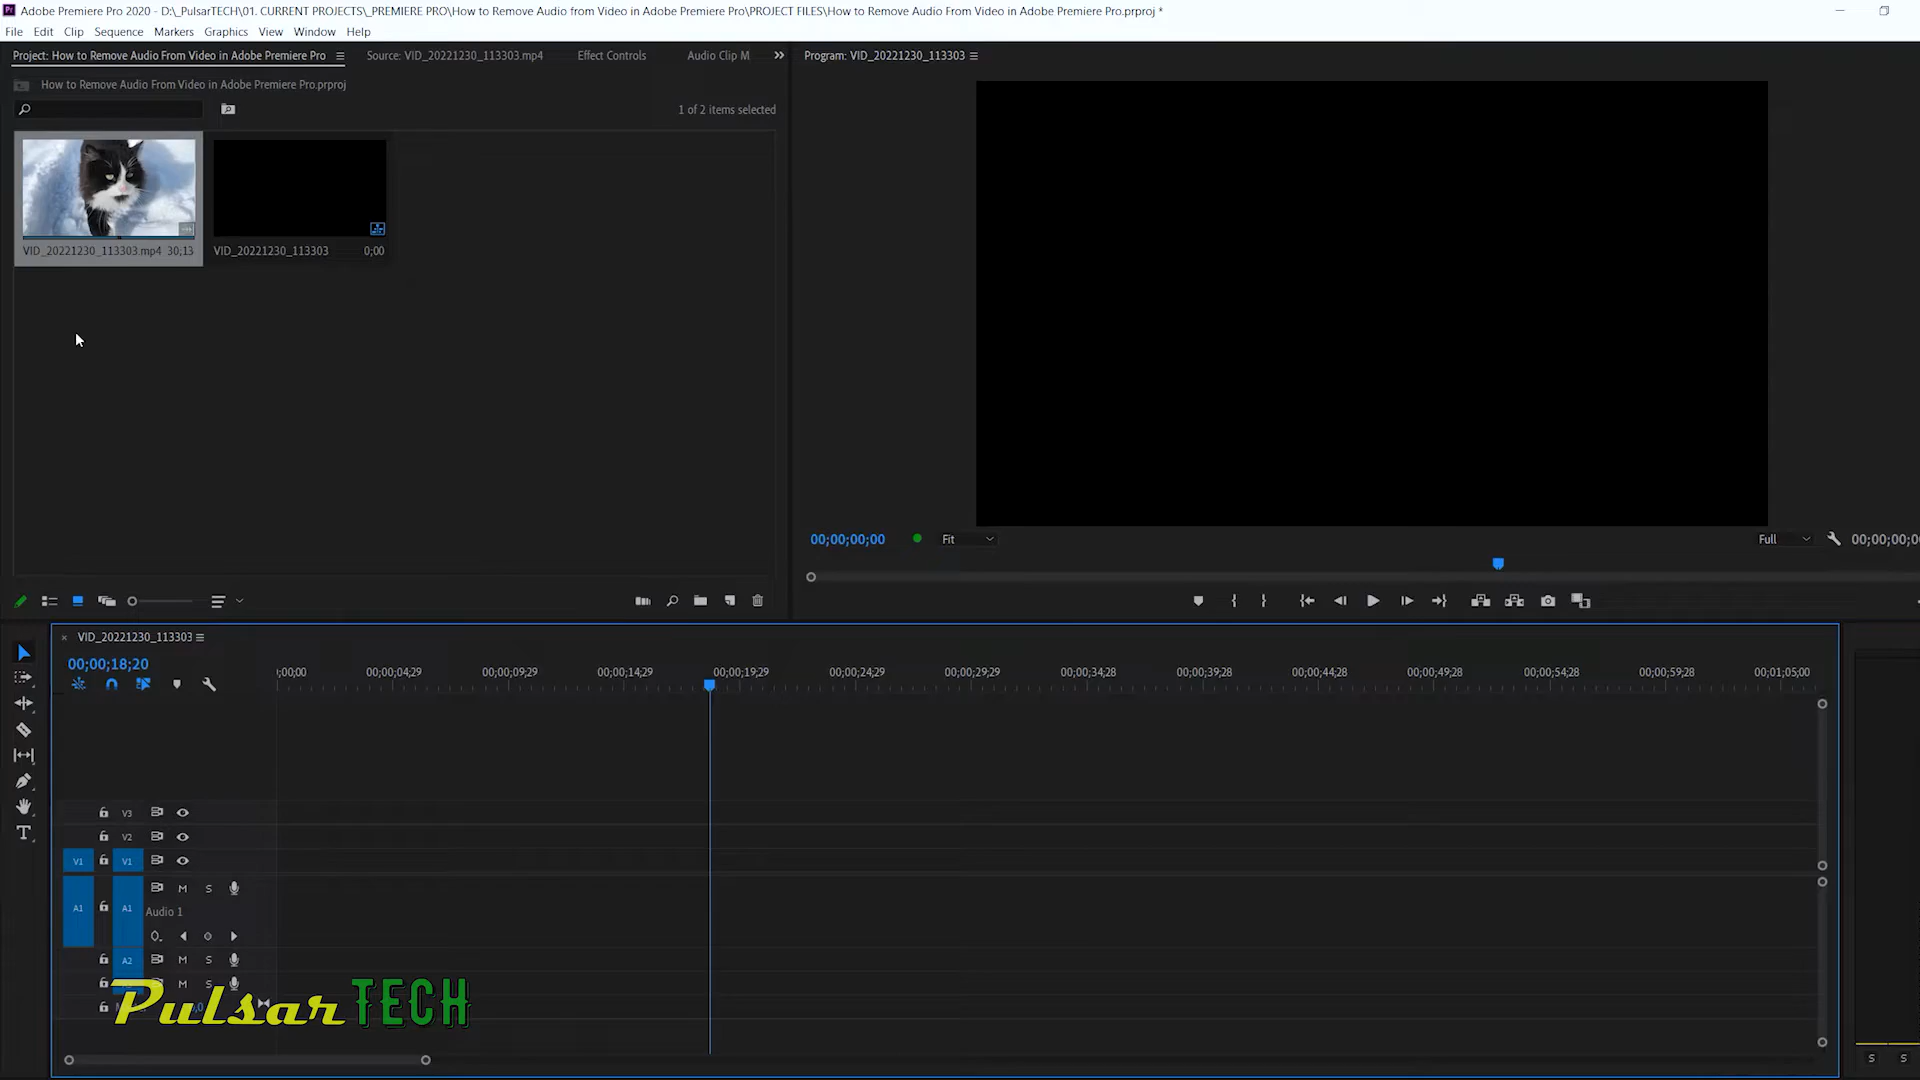 Adobe Premiere Pro 2020 - D:\_PulsarTECH\01. CURRENT PROJECTS\_PREMIERE PRO\How to Remove Audio from Video in Adobe Premiere Pro\PROJECT FILES\How to Remove Audio From Video in Adobe Premiere Pro.prproj *
File Edit Clip Sequence Markers Graphics View Window Help
Project: How to Remove Audio From Video in Adobe Premiere Pro
Source: VID_20221230_113303.mp4
Effect Controls
Audio Clip M
Program: VID_20221230_113303
How to Remove Audio From Video in Adobe Premiere Pro.prproj
1 of 2 items selected
VID_20221230_113303.mp4 30;13
VID_20221230_113303 0;00
00;00;00;00
Fit
Full
00;00;00;0
VID_20221230_113303
00;00;18;20
;00;00 00;00;04;29 00;00;09;29 00;00;14;29 00;00;19;29 00;00;24;29 00;00;29;29 00;00;34;28 00;00;39;28 00;00;44;28 00;00;49;28 00;00;54;28 00;00;59;28 00;01;05;00
V3
V2
V1 V1
M S
A1 A1
Audio 1
A2 M S
M S
PulsarTECH
S S